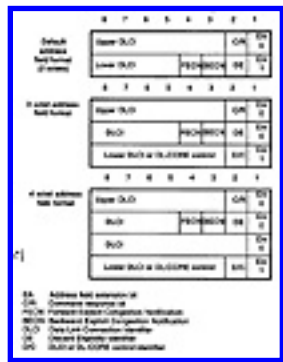 8 7 6 5 4 3 2 1
Default address field format (2 octets)
Upper DLCI C/R EA 0
Lower DLCI FECN BECN DE EA 1
8 7 6 5 4 3 2 1
3 octet address field format
Upper DLCI C/R EA 0
DLCI FECN BECN DE EA 0
Lower DLCI or DL-CORE control D/C EA 1
8 7 6 5 4 3 2 1
4 octet address field format
Upper DLCI C/R EA 0
DLCI FECN BECN DE EA 0
DLCI EA 0
Lower DLCI or DL-CORE control D/C EA 1
EA Address field extension bit
C/R Command response bit
FECN Forward Explicit Congestion Notification
BECN Backward Explicit Congestion Notification
DLCI Data Link Connection Identifier
DE Discard Eligibility identifier
D/C DLCI or DL-CORE control identifier